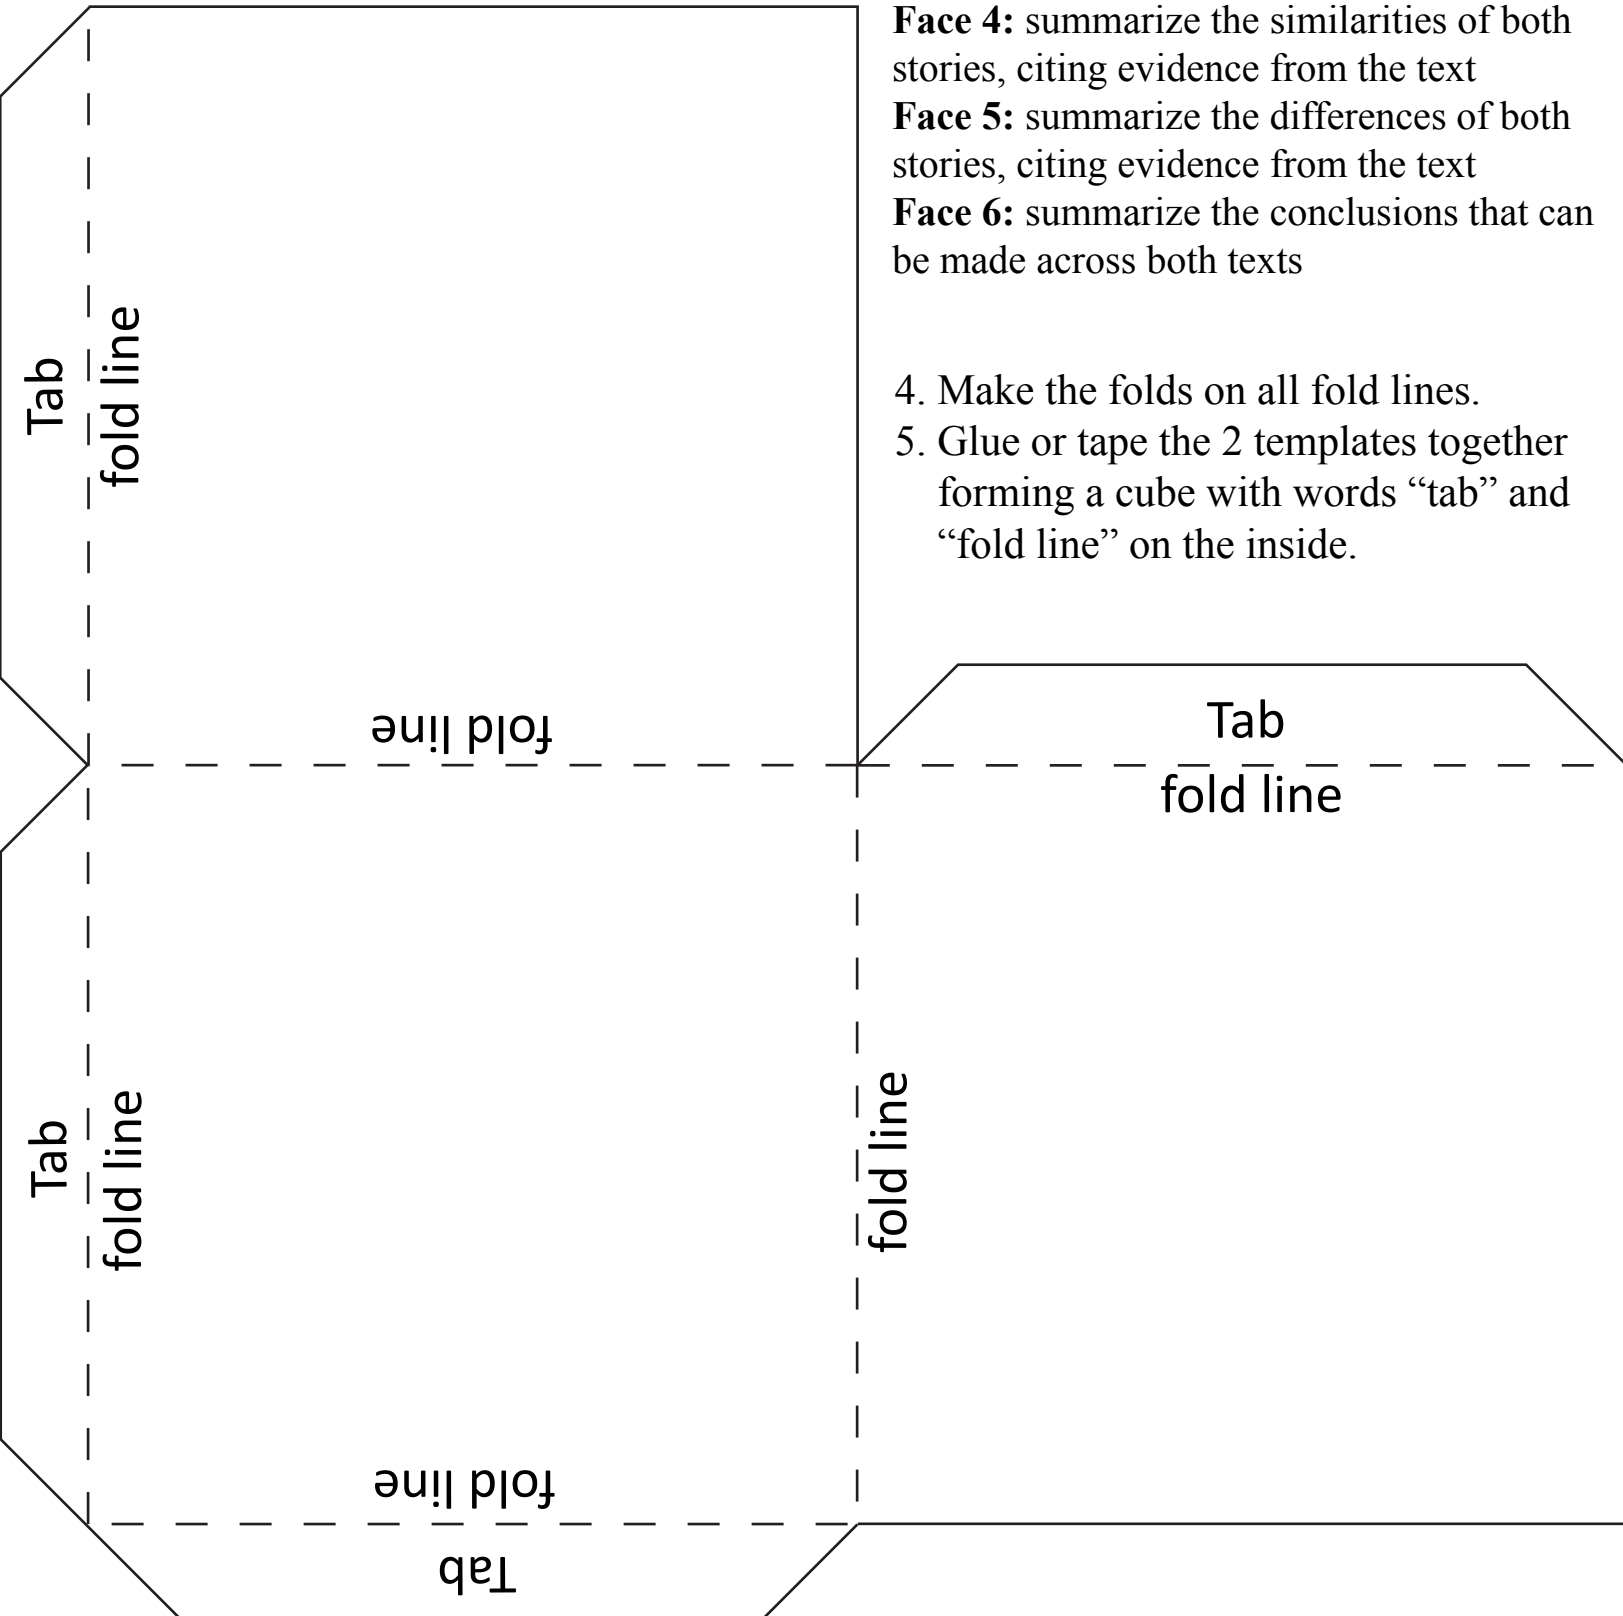 Face 4: summarize the similarities of both
stories, citing evidence from the text
Face 5: summarize the differences of both
stories, citing evidence from the text
Face 6: summarize the conclusions that can
be made across both texts
4. Make the folds on all fold lines.
5. Glue or tape the 2 templates together
forming a cube with words “tab” and
“fold line” on the inside.
Tab
fold line
fold line
Tab
fold line
Tab
fold line
fold line
fold line
Tab